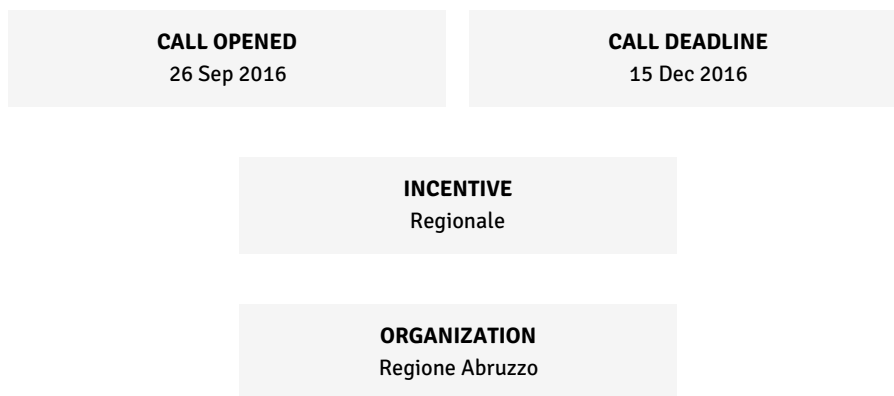 CALL OPENED
26 Sep 2016
CALL DEADLINE
15 Dec 2016
INCENTIVE
Regionale
ORGANIZATION
Regione Abruzzo